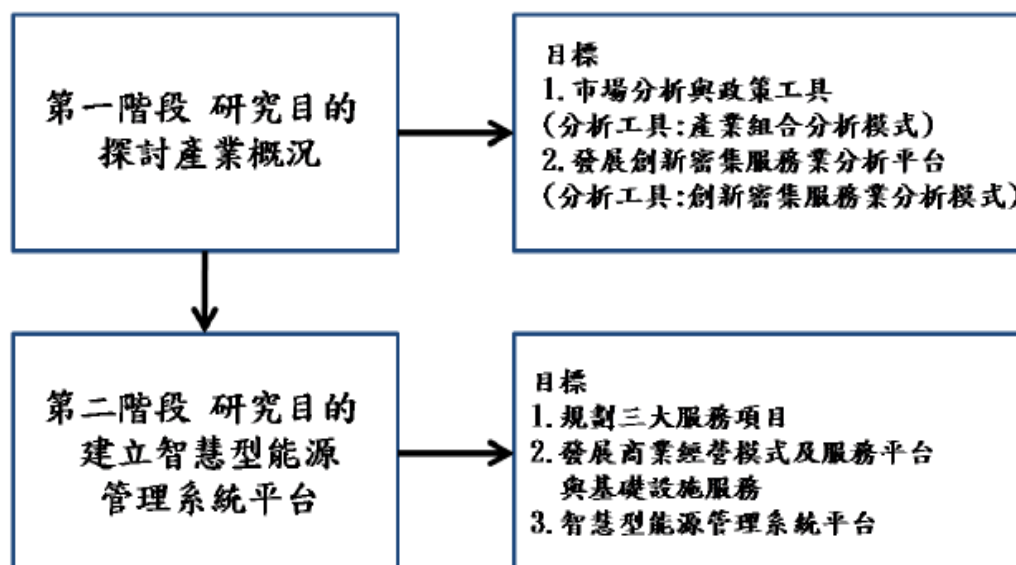 第一階段 研究目的
探討產業概況
目標
1.市場分析與政策工具
(分析工具:產業組合分析模式)
2.發展創新密集服務業分析平台
(分析工具:創新密集服務業分析模式)
第二階段 研究目的
建立智慧型能源
管理系統平台
目標
1.規劃三大服務項目
2.發展商業經營模式及服務平台
與基礎設施服務
3.智慧型能源管理系統平台